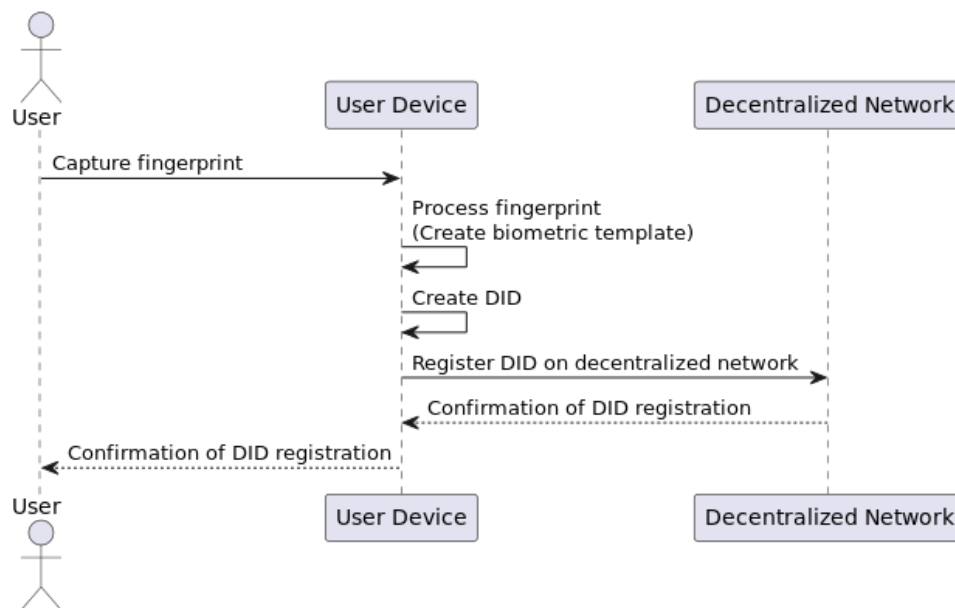 User
User Device
Decentralized Network
Capture fingerprint
Process fingerprint
(Create biometric template)
Create DID
Register DID on decentralized network
Confirmation of DID registration
Confirmation of DID registration
User
User Device
Decentralized Network